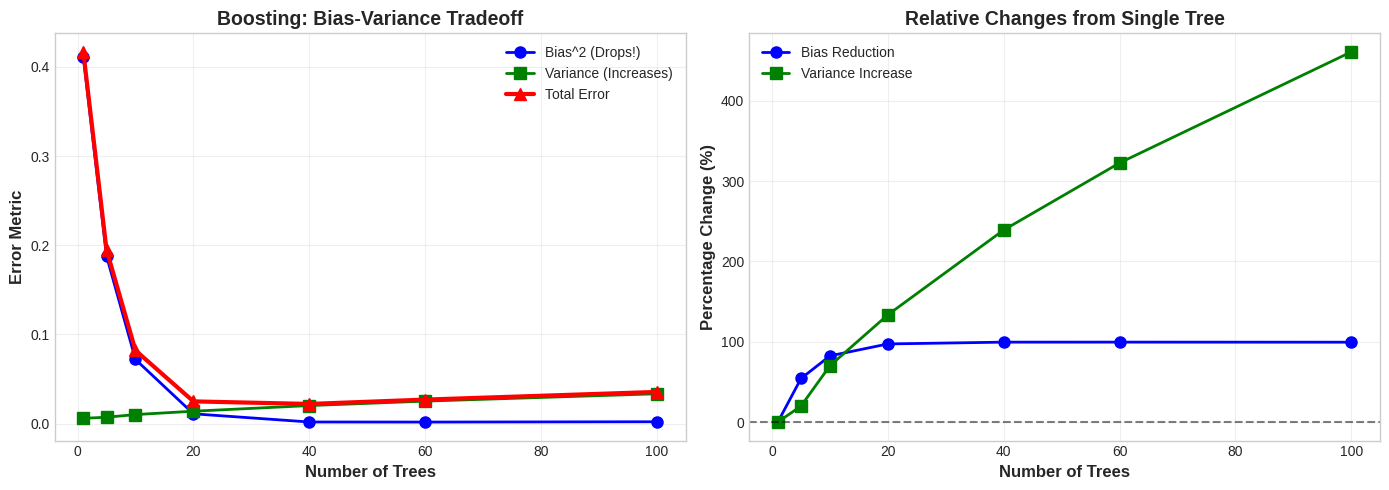 Boosting: Bias-Variance Tradeoff
Bias^2 (Drops!)
Variance (Increases)
Total Error
Error Metric
0.4
0.3
0.2
0.1
0.0
0 20 40 60 80 100
Number of Trees
Relative Changes from Single Tree
Bias Reduction
Variance Increase
Percentage Change (%)
400
300
200
100
0
0 20 40 60 80 100
Number of Trees